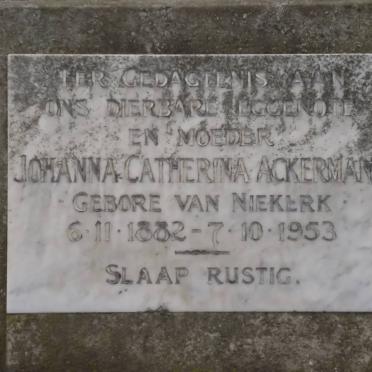 TER GEDAGTENIS AAN
ONS DIERBARE EGGENOTE
EN MOEDER
JOHANNA CATHERINA ACKERMAN
GEBORE VAN NIEKERK
6·11·1882 - 7·10·1953
SLAAP RUSTIG.